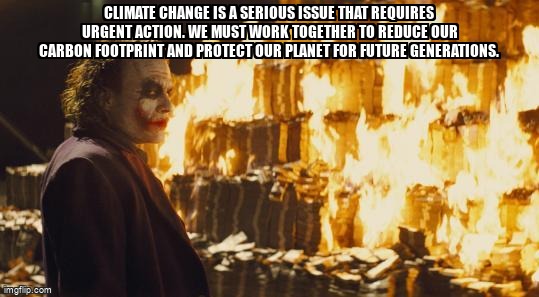 CLIMATE CHANGE IS A SERIOUS ISSUE THAT REQUIRES
URGENT ACTION. WE MUST WORK TOGETHER TO REDUCE OUR
CARBON FOOTPRINT AND PROTECT OUR PLANET FOR FUTURE GENERATIONS.
imgflip.com